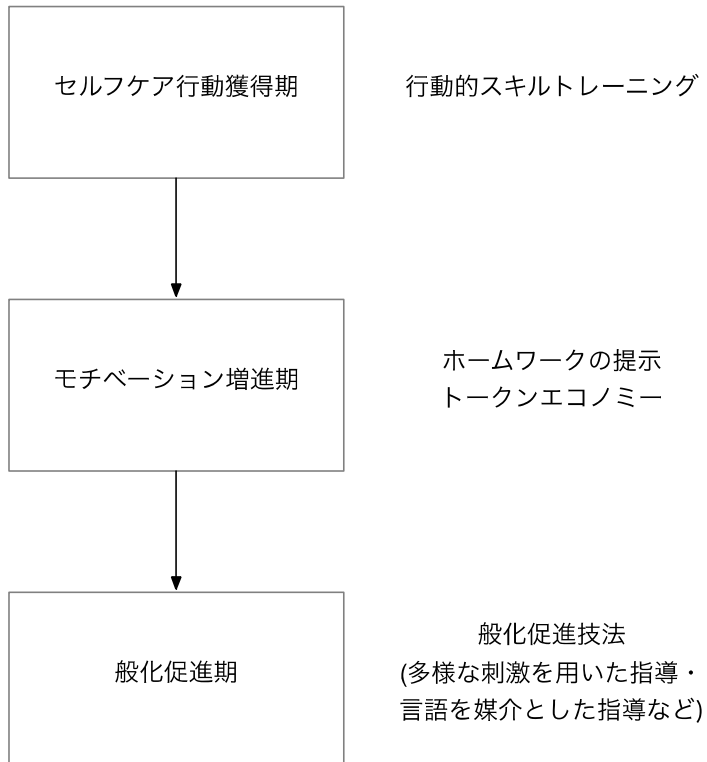 セルフケア行動獲得期
行動的スキルトレーニング
モチベーション増進期
ホームワークの提示
トークンエコノミー
般化促進期
般化促進技法
(多様な刺激を用いた指導・
言語を媒介とした指導など)